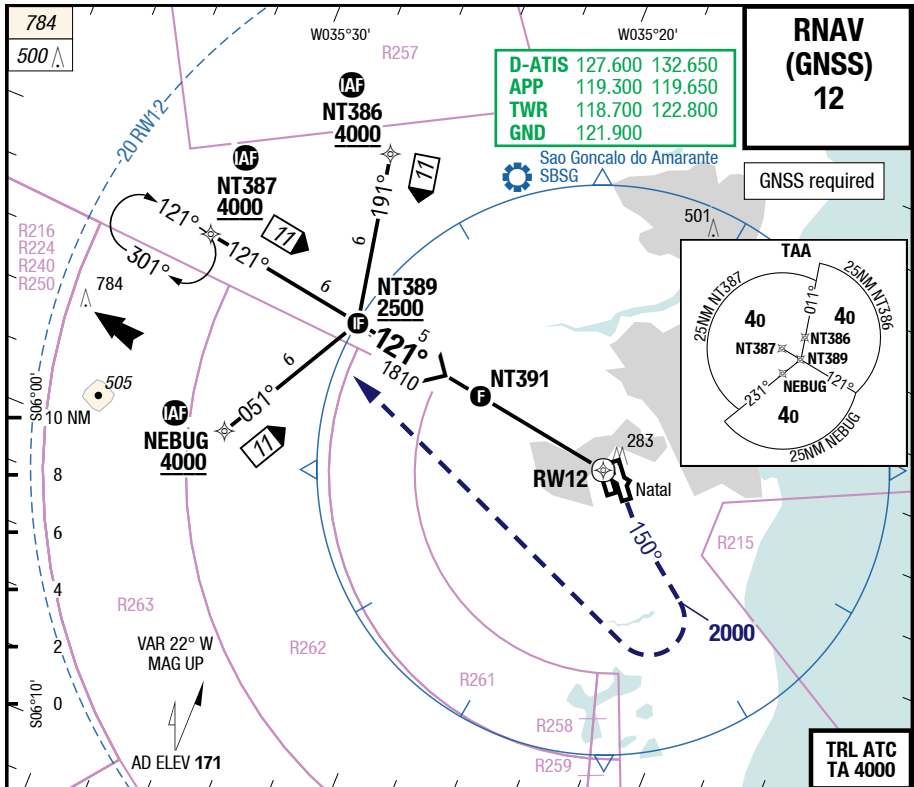 784
500
W035°30'
W035°20'
RNAV
(GNSS)
12
D-ATIS 127.600 132.650
APP 119.300 119.650
TWR 118.700 122.800
GND 121.900
R257
20 RW12
IAF
NT386
4000
Sao Goncalo do Amarante
SBSG
GNSS required
IAF
NT387
4000
11
191°
6
501
121°
121°
11
301°
6
R216
R224
R240
R250
784
NT389
2500
IF
5
121°
1810
6
TAA
25NM NT387
25NM NT386
011°
40
40
NT386
NT387
NT389
NEBUG
121°
231°
40
25NM NEBUG
505
S06°00'
10 NM
F
NT391
IAF
NEBUG
4000
051°
11
283
RW12
Natal
8
150°
R215
6
4
R263
2000
VAR 22° W
MAG UP
2
R262
R261
S06°10'
0
R258
AD ELEV 171
R259
TRL ATC
TA 4000